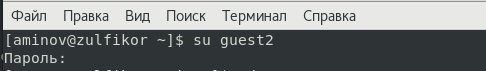 Файл Правка Вид Поиск Терминал Справка
[aminov@zulfikor ~]$ su guest2
Пароль: